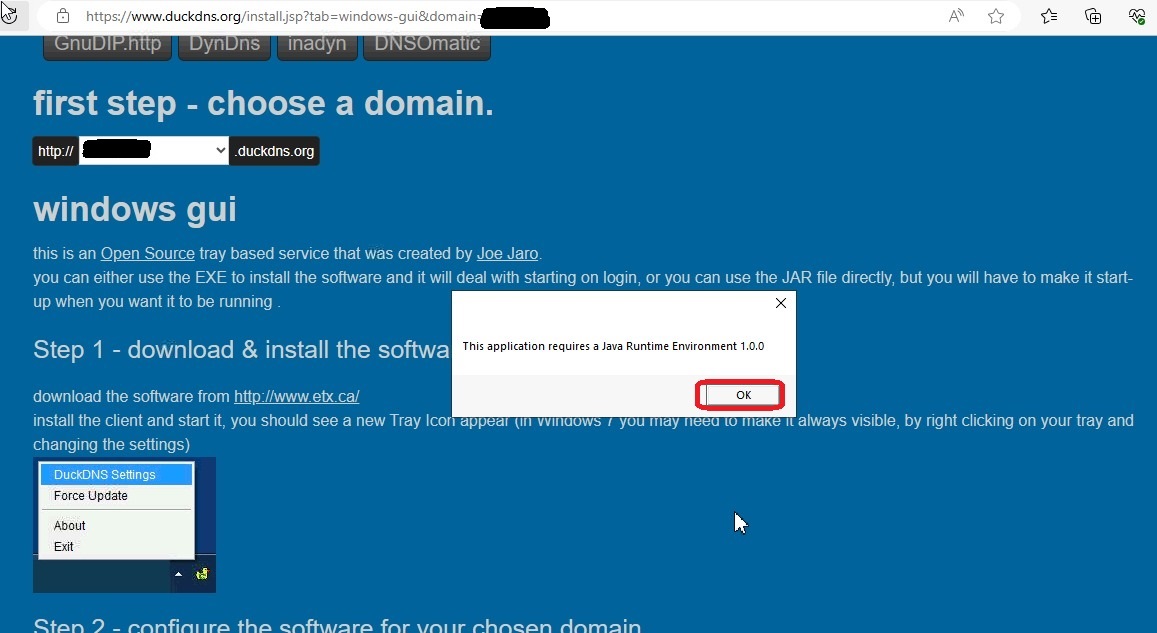 https://www.duckdns.org/install.jsp?tab=windows-gui&domain=
GnuDIP.http DynDns inadyn DNSOmatic
first step - choose a domain.
http:// .duckdns.org
windows gui
this is an Open Source tray based service that was created by Joe Jaro.
you can either use the EXE to install the software and it will deal with starting on login, or you can use the JAR file directly, but you will have to make it start-
up when you want it to be running .
This application requires a Java Runtime Environment 1.0.0
OK
Step 1 - download & install the softwa
download the software from http://www.etx.ca/
install the client and start it, you should see a new Tray Icon appear (in Windows 7 you may need to make it always visible, by right clicking on your tray and
changing the settings)
DuckDNS Settings
Force Update
About
Exit
Step 2 - configure the software for your chosen domain